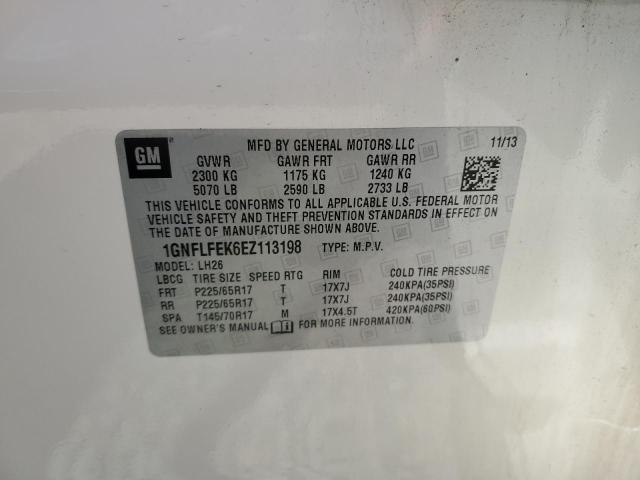 GM
MFD BY GENERAL MOTORS LLC 11/13
GVWR GAWR FRT GAWR RR
2300 KG 1175 KG 1240 KG
5070 LB 2590 LB 2733 LB
THIS VEHICLE CONFORMS TO ALL APPLICABLE U.S. FEDERAL MOTOR
VEHICLE SAFETY AND THEFT PREVENTION STANDARDS IN EFFECT ON
THE DATE OF MANUFACTURE SHOWN ABOVE.
1GNFLFEK6EZ113198 TYPE: M.P.V.
MODEL: LH26
LBCG TIRE SIZE SPEED RTG RIM COLD TIRE PRESSURE
FRT P225/65R17 T 17X7J 240KPA(35PSI)
RR P225/65R17 T 17X7J 240KPA(35PSI)
SPA T145/70R17 M 17X4.5T 420KPA(60PSI)
SEE OWNER'S MANUAL FOR MORE INFORMATION.